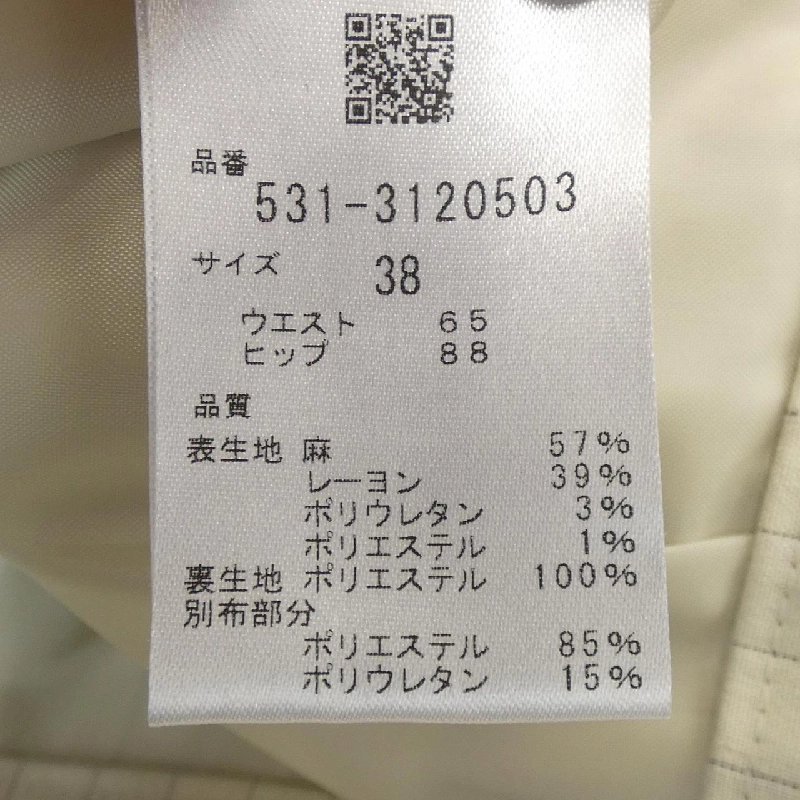 品番
531-3120503
サイズ 38
ウエスト 65
ヒップ 88
品質
表生地 麻 57%
レーヨン 39%
ポリウレタン 3%
ポリエステル 1%
裏生地 ポリエステル 100%
別布部分
ポリエステル 85%
ポリウレタン 15%